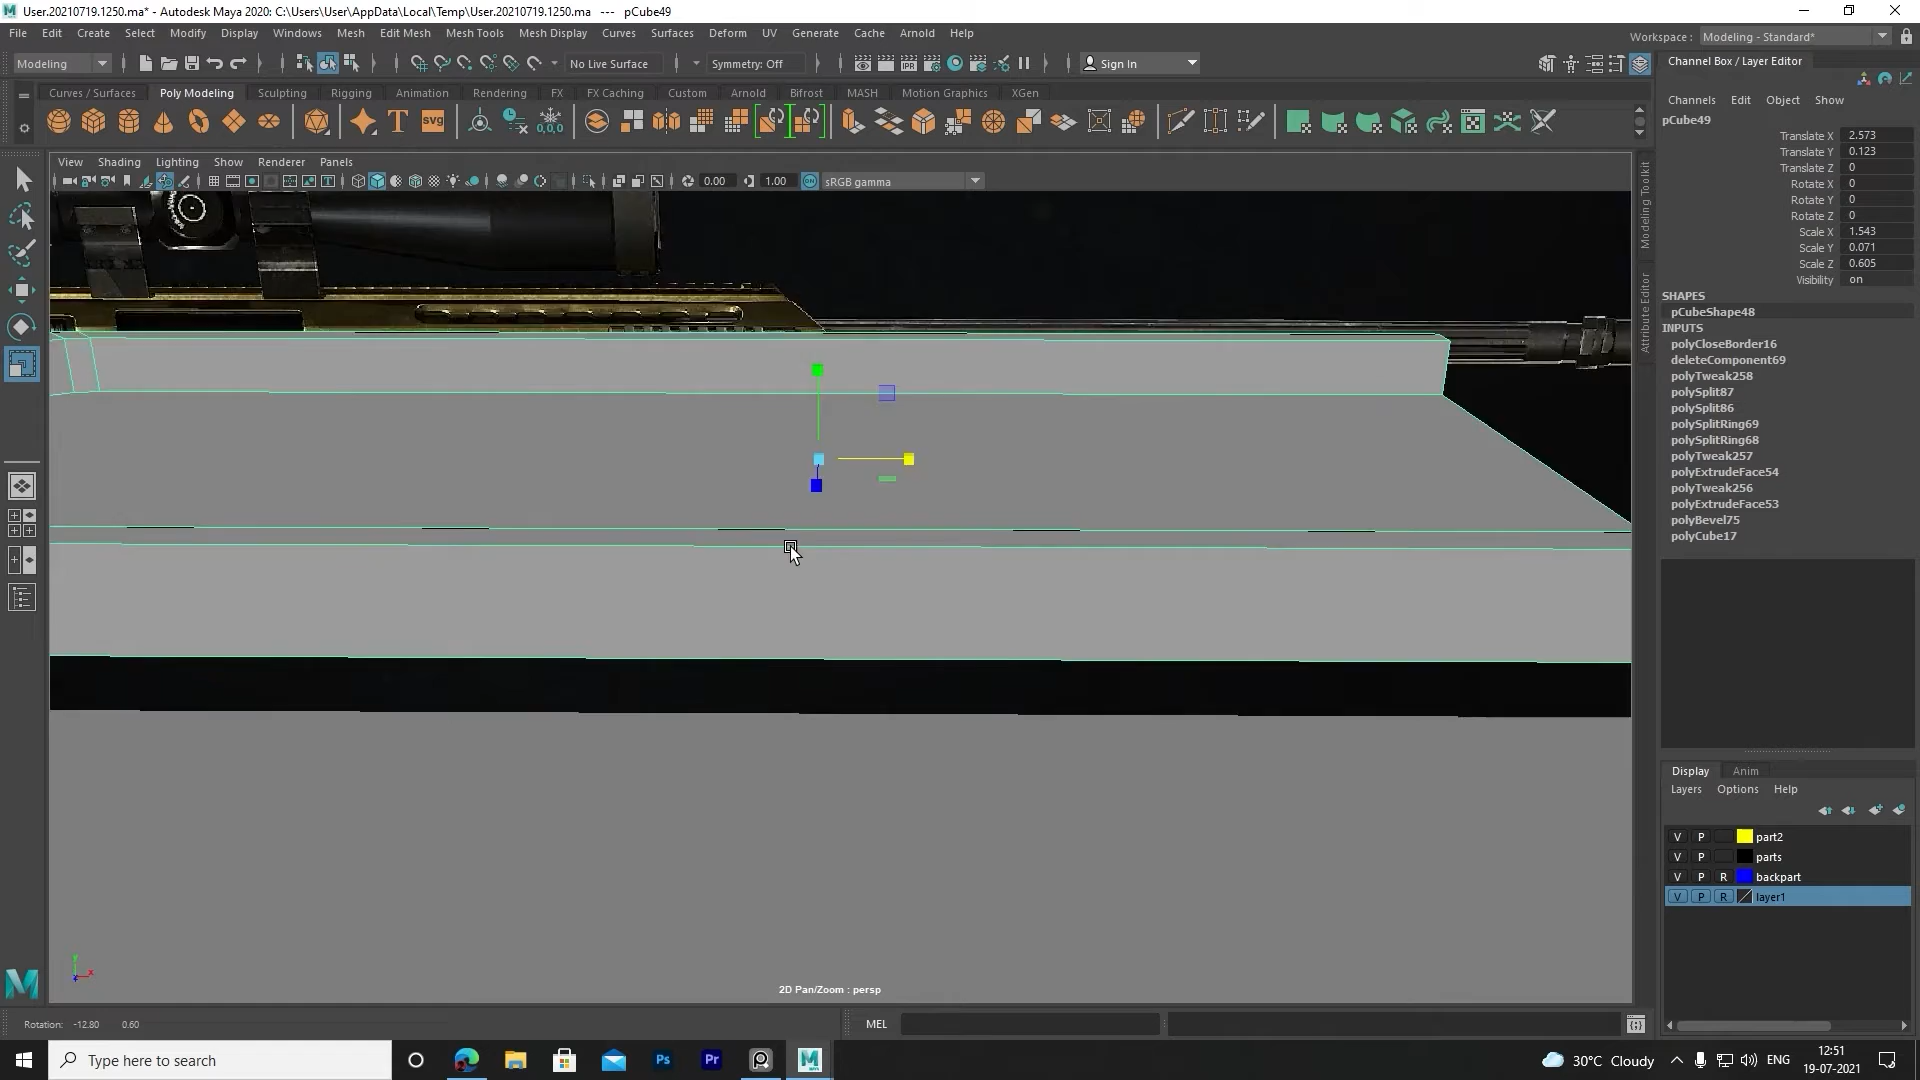 User.20210719.1250.ma* - Autodesk Maya 2020: C:\Users\User\AppData\Local\Temp\User.20210719.1250.ma --- pCube49
File Edit Create Select Modify Display Windows Mesh Edit Mesh Mesh Tools Mesh Display Curves Surfaces Deform UV Generate Cache Arnold Help
Workspace : Modeling - Standard*
Modeling No Live Surface Symmetry: Off Sign In
Curves / Surfaces Poly Modeling Sculpting Rigging Animation Rendering FX FX Caching Custom Arnold Bifrost MASH Motion Graphics XGen
View Shading Lighting Show Renderer Panels
0.00 1.00 sRGB gamma
Channel Box / Layer Editor
Channels Edit Object Show
pCube49
Translate X 2.573
Translate Y 0.123
Translate Z 0
Rotate X 0
Rotate Y 0
Rotate Z 0
Scale X 1.543
Scale Y 0.071
Scale Z 0.605
Visibility on
SHAPES
pCubeShape48
INPUTS
polyCloseBorder16
deleteComponent69
polyTweak258
polySplit87
polySplit86
polySplitRing69
polySplitRing68
polyTweak257
polyExtrudeFace54
polyTweak256
polyExtrudeFace53
polyBevel75
polyCube17
Modeling Toolkit
Attribute Editor
Display Anim
Layers Options Help
V P part2
V P parts
V P R backpart
V P R layer1
2D Pan/Zoom : persp
Rotation: -12.80 0.60
MEL
Type here to search
30°C Cloudy
ENG
12:51
19-07-2021